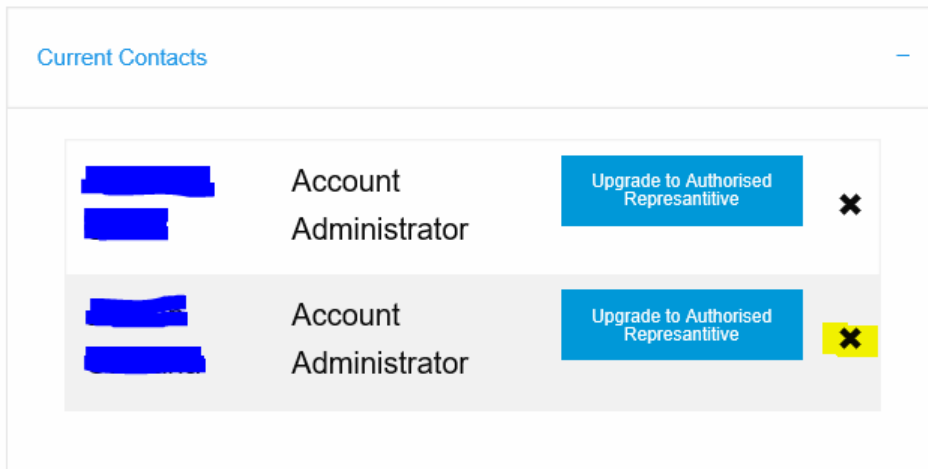 Current Contacts
Account
Administrator
Upgrade to Authorised
Represantitive
Account
Administrator
Upgrade to Authorised
Represantitive